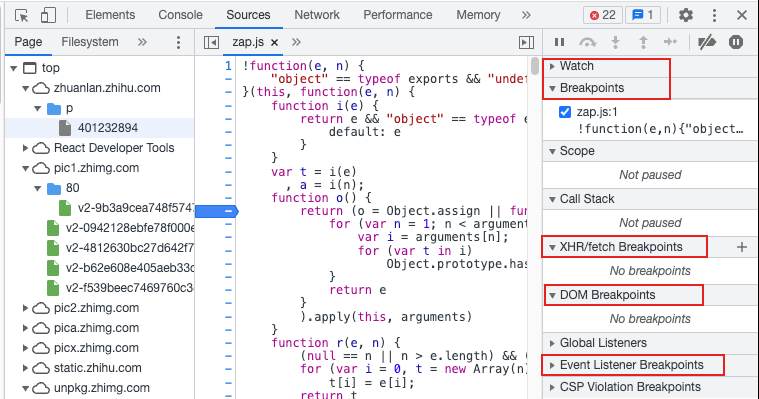 Elements Console Sources Network Performance Memory » 22 1
Page Filesystem »
top
zhuanlan.zhihu.com
p
401232894
React Developer Tools
pic1.zhimg.com
80
v2-9b3a9cea748f5747
v2-0942128ebfe78f000e
v2-4812630bc27d642f7
v2-b62e608e405aeb33c
v2-f539beec7469760c3
pic2.zhimg.com
pica.zhimg.com
picx.zhimg.com
static.zhihu.com
unpkg.zhimg.com
zap.js × »
1 !function(e, n) {
– "object" == typeof exports && "undef
– }(this, function(e, n) {
– function i(e) {
– return e && "object" == typeof e
– default: e
– }
– }
– var t = i(e)
– , a = i(n);
– function o() {
return (o = Object.assign || fun
– for (var n = 1; n < argument
– var i = arguments[n];
– for (var t in i)
– Object.prototype.has
– }
– return e
– }
– ).apply(this, arguments)
– }
– function r(e, n) {
– (null == n || n > e.length) && (
– for (var i = 0, t = new Array(n)
– t[i] = e[i];
– return t
Watch
Breakpoints
zap.js:1
!function(e,n){"object…
Scope
Not paused
Call Stack
Not paused
XHR/fetch Breakpoints +
No breakpoints
DOM Breakpoints
No breakpoints
Global Listeners
Event Listener Breakpoints
CSP Violation Breakpoints